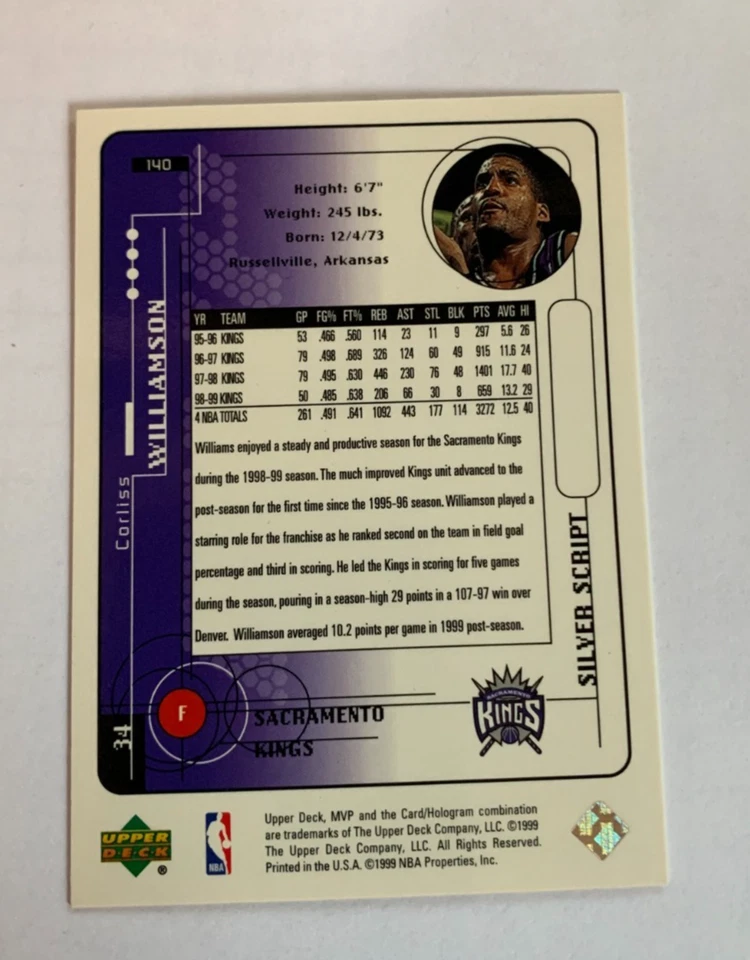 140
Height: 6'7"
Weight: 245 lbs.
Born: 12/4/73
Russellville, Arkansas
Corliss
WILLIAMSON
YR TEAM GP FG% FT% REB AST STL BLK PTS AVG HI
95-96 KINGS 53 .466 .560 114 23 11 9 297 5.6 26
96-97 KINGS 79 .498 .689 326 124 60 49 915 11.6 24
97-98 KINGS 79 .495 .630 446 230 76 48 1401 17.7 40
98-99 KINGS 50 .485 .638 206 66 30 8 659 13.2 29
4 NBA TOTALS 261 .491 .641 1092 443 177 114 3272 12.5 40
Williams enjoyed a steady and productive season for the Sacramento Kings
during the 1998-99 season. The much improved Kings unit advanced to the
post-season for the first time since the 1995-96 season. Williamson played a
starring role for the franchise as he ranked second on the team in field goal
percentage and third in scoring. He led the Kings in scoring for five games
during the season, pouring in a season-high 29 points in a 107-97 win over
Denver. Williamson averaged 10.2 points per game in 1999 post-season.
SILVER SCRIPT
34
F
SACRAMENTO
KINGS
SACRAMENTO
KINGS
UPPER
DECK
®
NBA
Upper Deck, MVP and the Card/Hologram combination
are trademarks of The Upper Deck Company, LLC. ©1999
The Upper Deck Company, LLC. All Rights Reserved.
Printed in the U.S.A. ©1999 NBA Properties, Inc.